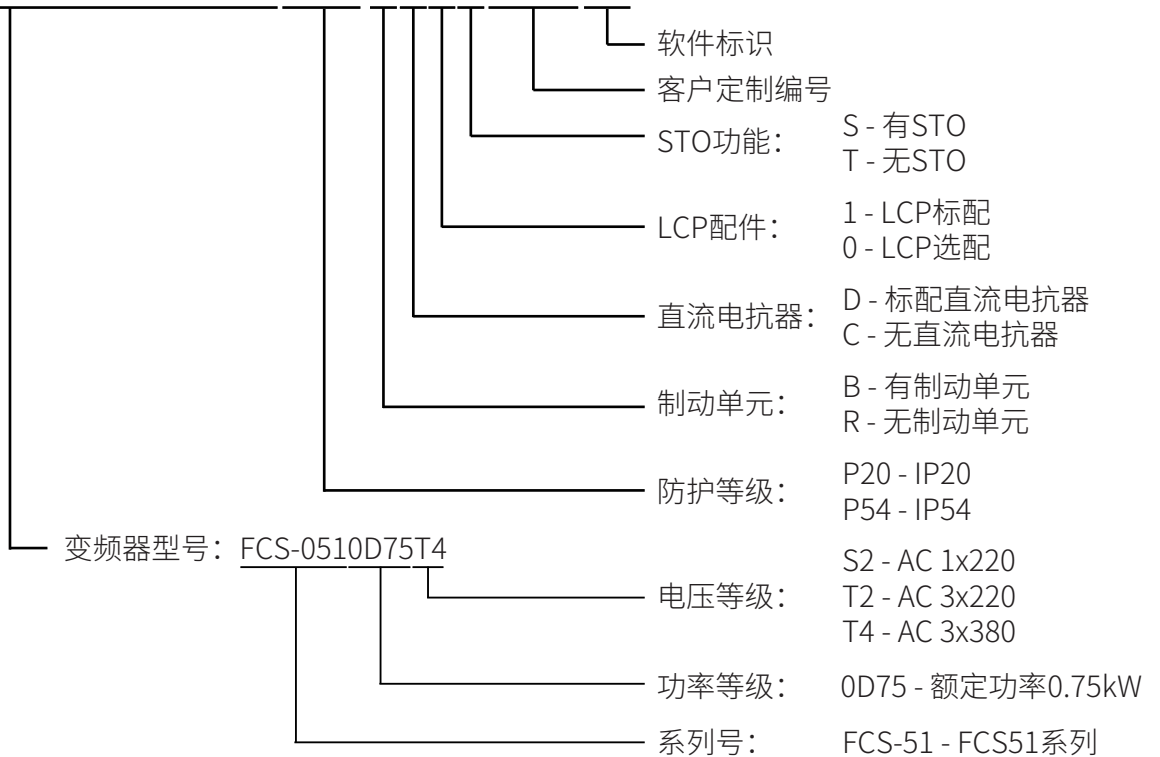 软件标识
客户定制编号
STO功能： S - 有STO
T - 无STO
LCP配件： 1 - LCP标配
0 - LCP选配
直流电抗器： D - 标配直流电抗器
C - 无直流电抗器
制动单元： B - 有制动单元
R - 无制动单元
防护等级： P20 - IP20
P54 - IP54
变频器型号：FCS-0510D75T4
电压等级： S2 - AC 1x220
T2 - AC 3x220
T4 - AC 3x380
功率等级： 0D75 - 额定功率0.75kW
系列号： FCS-51 - FCS51系列